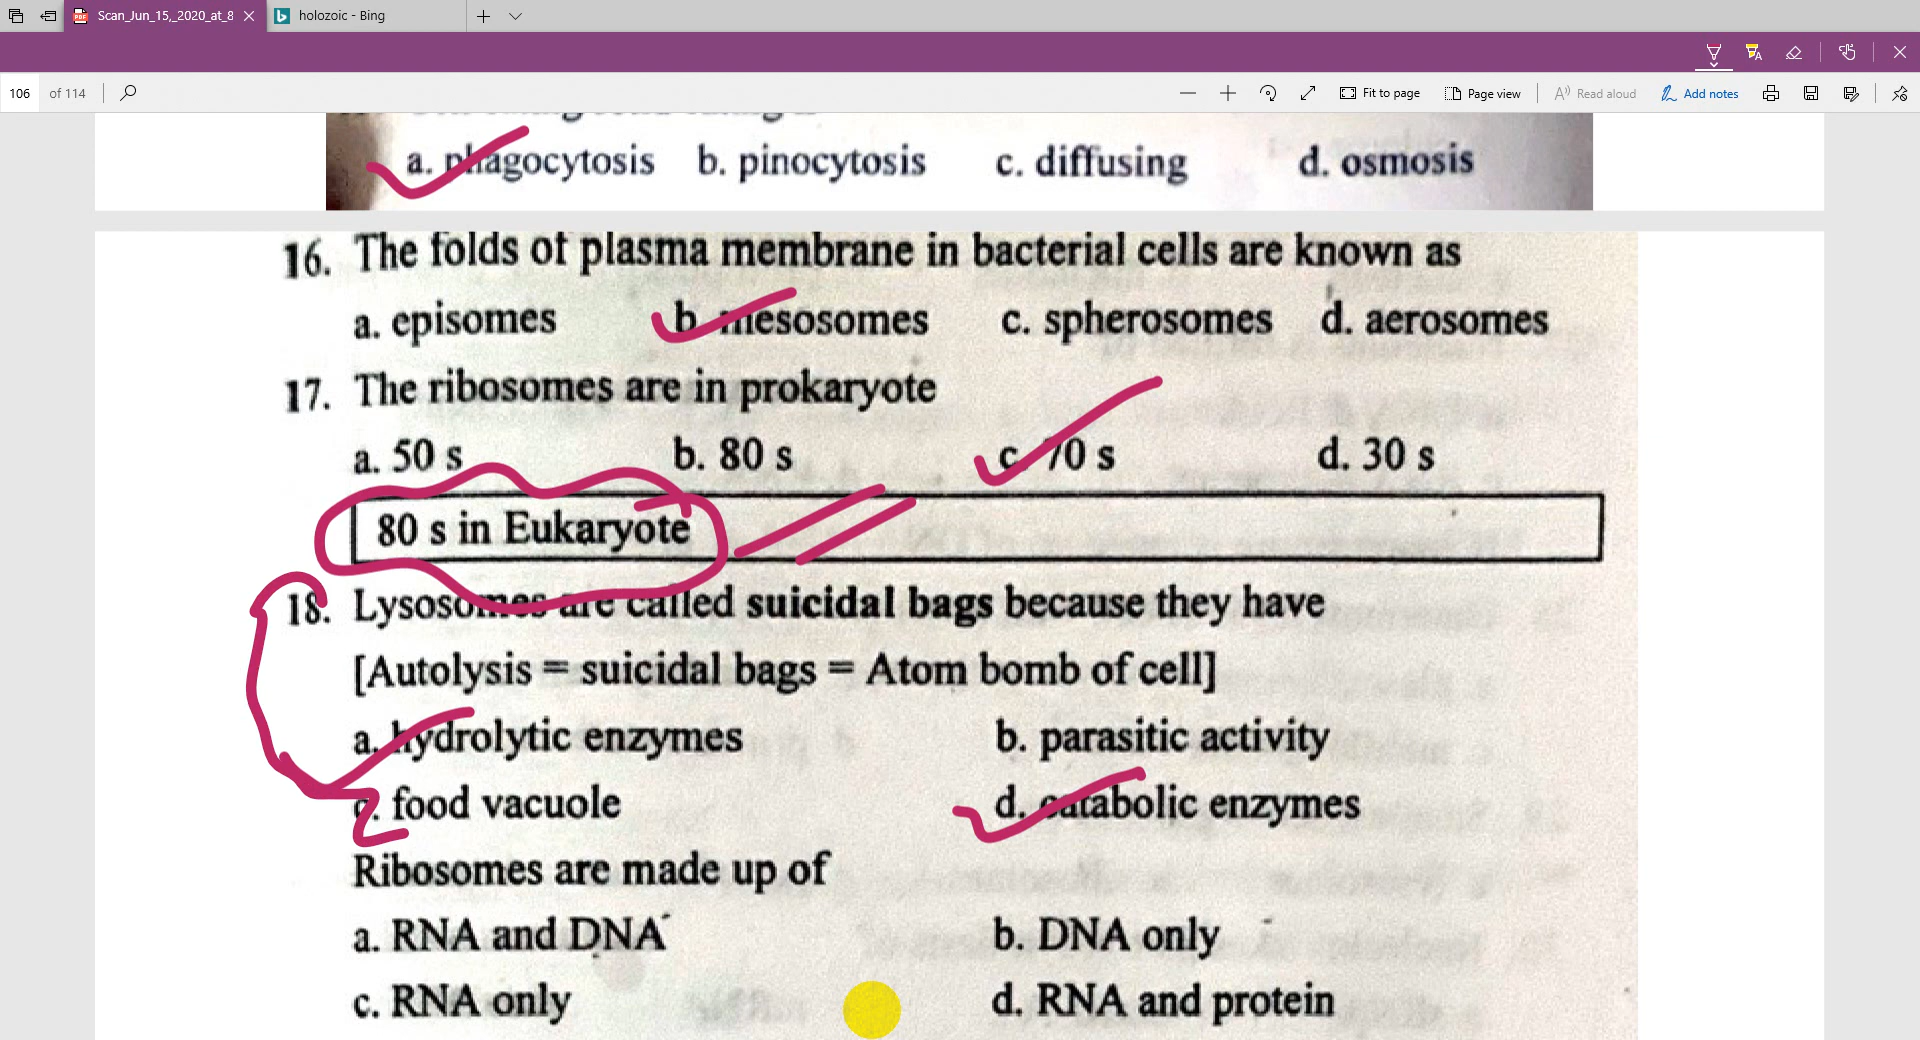 Scan_Jun_15,_2020_at_8
holozoic - Bing
106 of 114
Fit to page
Page view
Read aloud
Add notes
a. phagocytosis b. pinocytosis c. diffusing d. osmosis
16. The folds of plasma membrane in bacterial cells are known as
a. episomes b. mesosomes c. spherosomes d. aerosomes
17. The ribosomes are in prokaryote
a. 50 s b. 80 s c. 70 s d. 30 s
80 s in Eukaryote
18. Lysosomes are called suicidal bags because they have
[Autolysis = suicidal bags = Atom bomb of cell]
a. hydrolytic enzymes b. parasitic activity
c. food vacuole d. catabolic enzymes
Ribosomes are made up of
a. RNA and DNA b. DNA only
c. RNA only d. RNA and protein